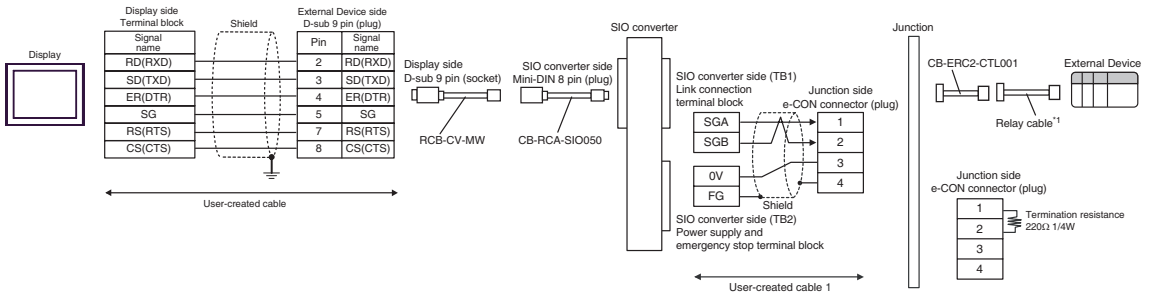 Display
Display side
Terminal block
Shield
External Device side
D-sub 9 pin (plug)
Signal
name
Pin
Signal
name
RD(RXD)
2
RD(RXD)
SD(TXD)
3
SD(TXD)
ER(DTR)
4
ER(DTR)
SG
5
SG
RS(RTS)
7
RS(RTS)
CS(CTS)
8
CS(CTS)
User-created cable
Display side
D-sub 9 pin (socket)
RCB-CV-MW
SIO converter side
Mini-DIN 8 pin (plug)
CB-RCA-SIO050
SIO converter
SIO converter side (TB1)
Link connection
terminal block
Junction side
e-CON connector (plug)
SGA
1
SGB
2
3
0V
4
FG
Shield
SIO converter side (TB2)
Power supply and
emergency stop terminal block
User-created cable 1
Junction
CB-ERC2-CTL001
External Device
Relay cable*1
Junction side
e-CON connector (plug)
1
2
3
4
Termination resistance
220Ω 1/4W